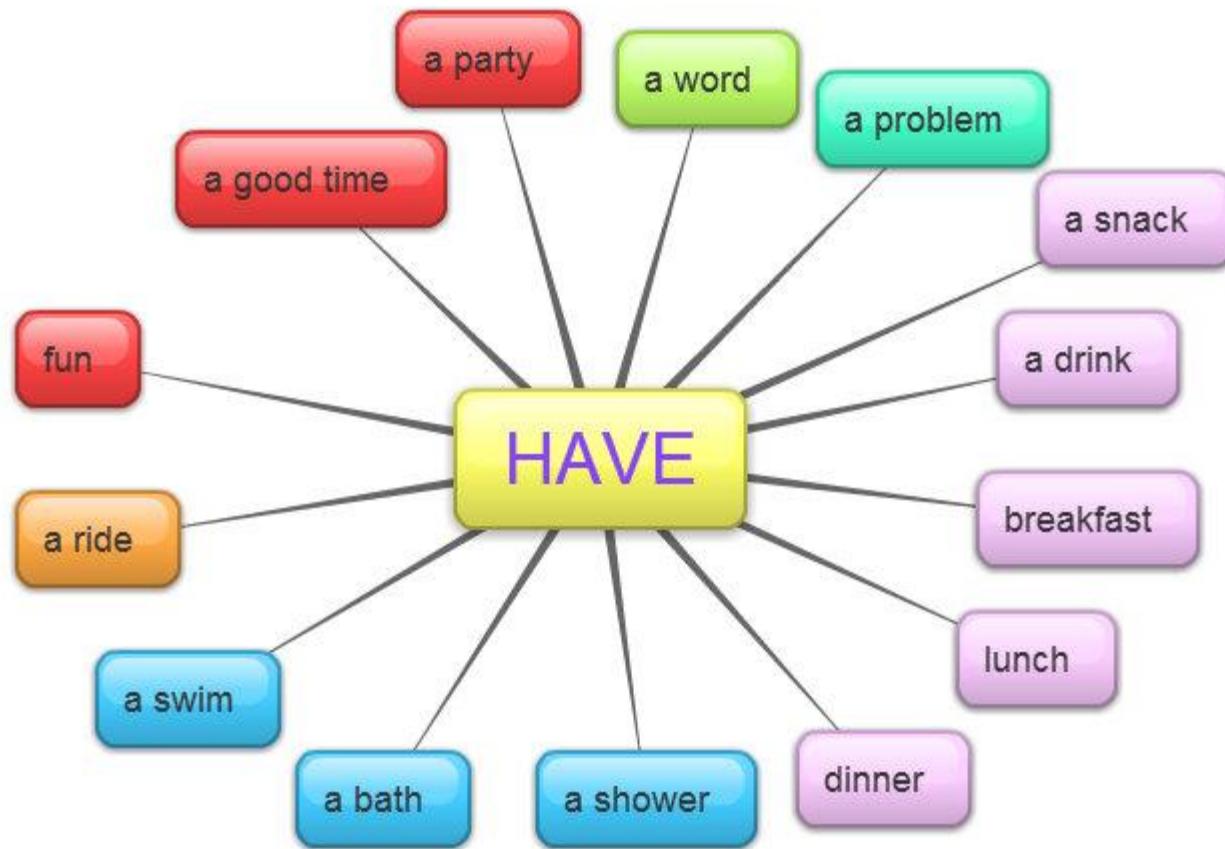 a party
a word
a problem
a good time
a snack
fun
a drink
HAVE
a ride
breakfast
a swim
lunch
a bath
a shower
dinner